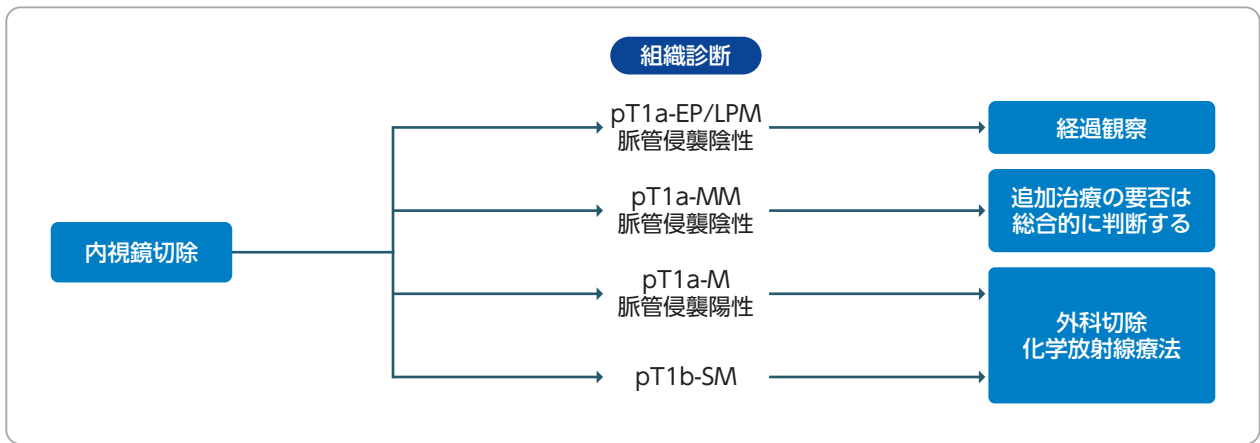 組織診断
内視鏡切除
pT1a-EP/LPM
脈管侵襲陰性
経過観察
pT1a-MM
脈管侵襲陰性
追加治療の要否は
総合的に判断する
pT1a-M
脈管侵襲陽性
pT1b-SM
外科切除
化学放射線療法